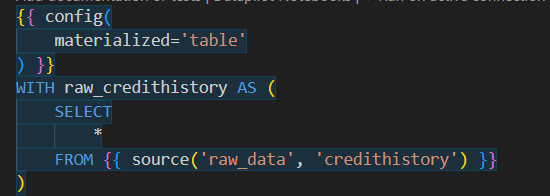 {{ config(
    materialized='table'
) }}
WITH raw_credithistory AS (
    SELECT
        *
    FROM {{ source('raw_data', 'credithistory') }}
)